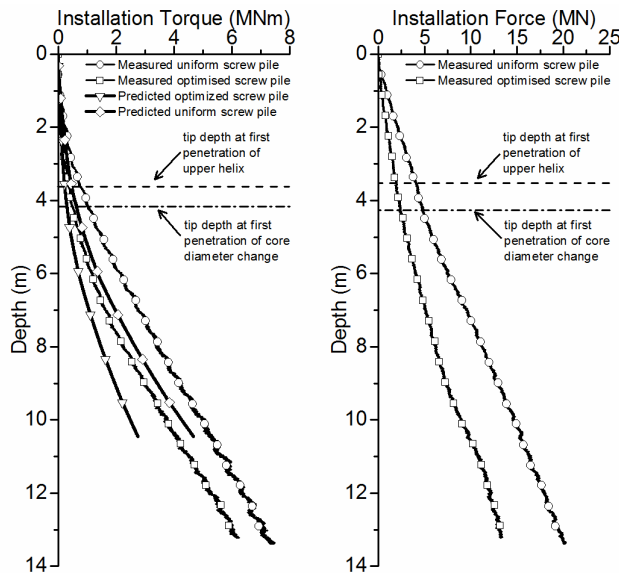 Installation Torque (MNm)
0 2 4 6 8
0
2
4
6
8
10
12
14
Depth (m)
Measured uniform screw pile
Measured optimised screw pile
Predicted optimized screw pile
Predicted uniform screw pile
tip depth at first
penetration of
upper helix
tip depth at first
penetration of core
diameter change
Installation Force (MN)
0 5 10 15 20 25
0
2
4
6
8
10
12
14
Depth (m)
Measured uniform screw pile
Measured optimised screw pile
tip depth at first
penetration of
upper helix
tip depth at first
penetration of core
diameter change